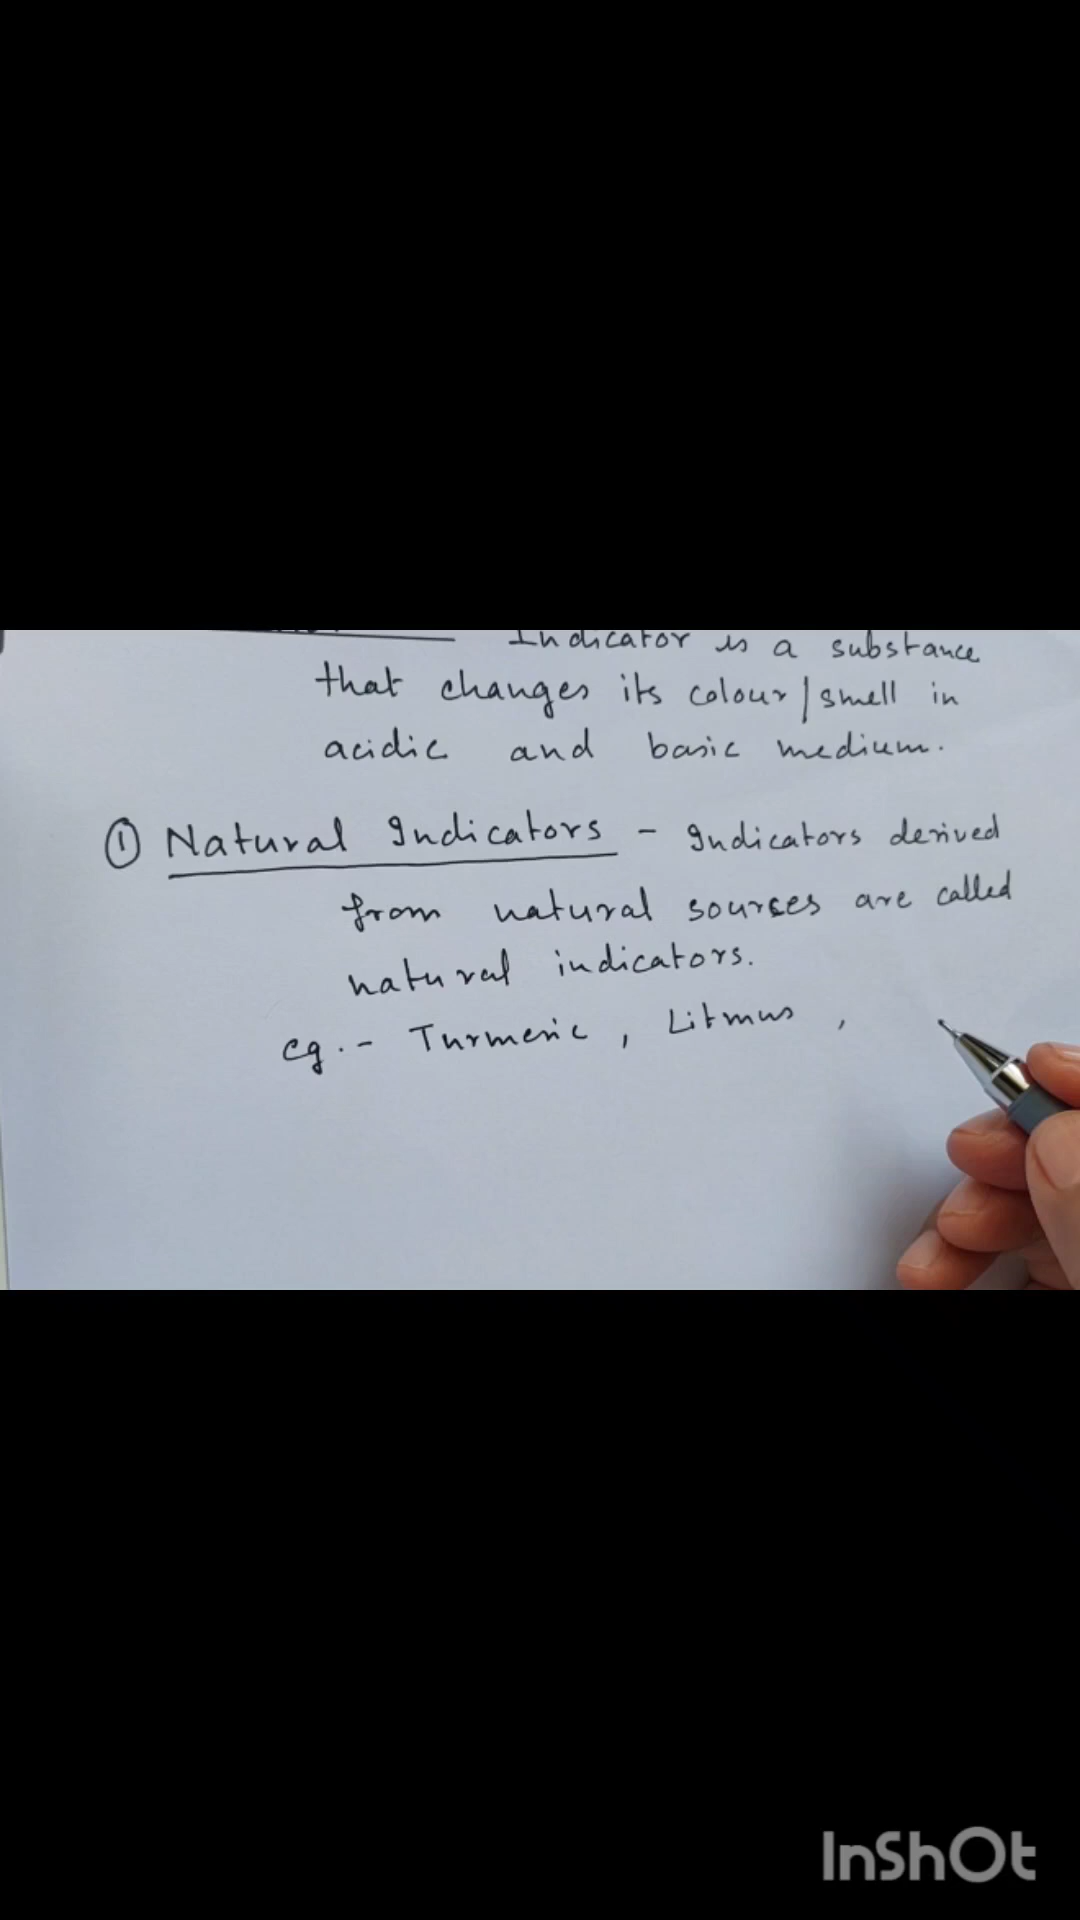 Indicator is a substance
that changes its colour/smell in
acidic and basic medium.
① Natural Indicators - Indicators derived
from natural sources are called
natural indicators.
eg.- Turmeric, Litmus,
InShOt